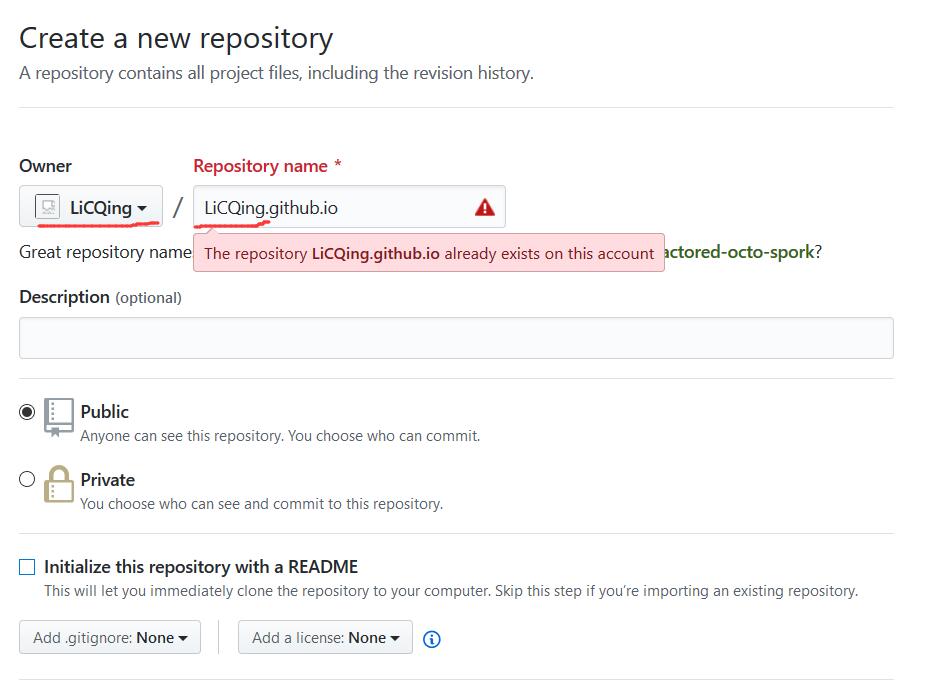 Create a new repository
A repository contains all project files, including the revision history.
Owner
Repository name *
LiCQing
/
LiCQing.github.io
Great repository name
The repository LiCQing.github.io already exists on this account
actored-octo-spork?
Description (optional)
Public
Anyone can see this repository. You choose who can commit.
Private
You choose who can see and commit to this repository.
Initialize this repository with a README
This will let you immediately clone the repository to your computer. Skip this step if you’re importing an existing repository.
Add .gitignore: None
Add a license: None